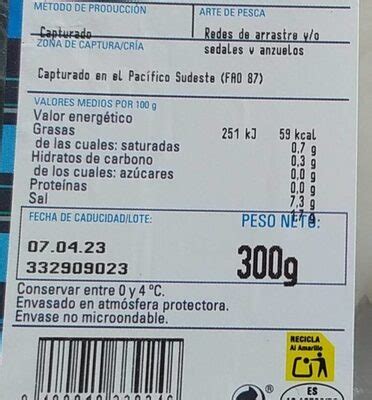 MÉTODO DE PRODUCCIÓN
ARTE DE PESCA
Capturado
Redes de arrastre y/o
sedales y anzuelos
ZONA DE CAPTURA/CRÍA
Capturado en el Pacífico Sudeste (FAO 87)
VALORES MEDIOS POR 100 g
Valor energético
Grasas 251 kJ 59 kcal
de las cuales: saturadas 0,7 g
Hidratos de carbono 0,3 g
de los cuales: azúcares 0,0 g
Proteínas 0,0 g
Sal 7,3 g
1,7 g
FECHA DE CADUCIDAD/LOTE:
PESO NETO:
07.04.23
332909023
300g
Conservar entre 0 y 4 ºC.
Envasado en atmósfera protectora.
Envase no microondable.
RECICLA
Al Amarillo
ES